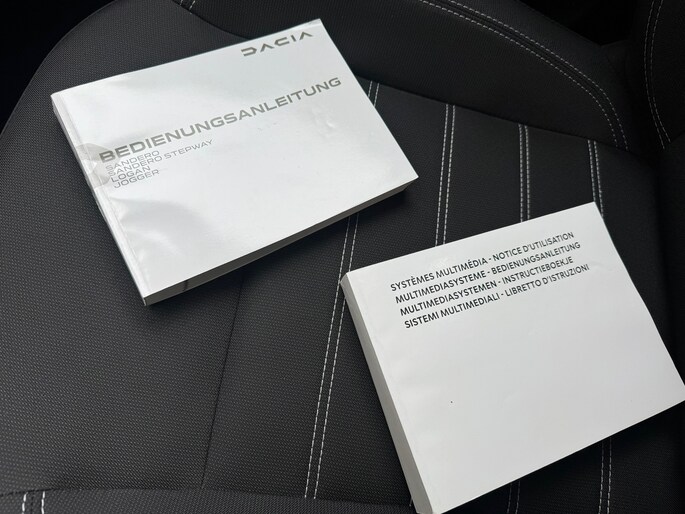 DACIA
BEDIENUNGSANLEITUNG
SANDERO
SANDERO STEPWAY
LOGAN
JOGGER
SYSTÈMES MULTIMÉDIA - NOTICE D'UTILISATION
MULTIMEDIASYSTEME - BEDIENUNGSANLEITUNG
MULTIMEDIASYSTEMEN - INSTRUCTIEBOEKJE
SISTEMI MULTIMEDIALI - LIBRETTO D'ISTRUZIONI